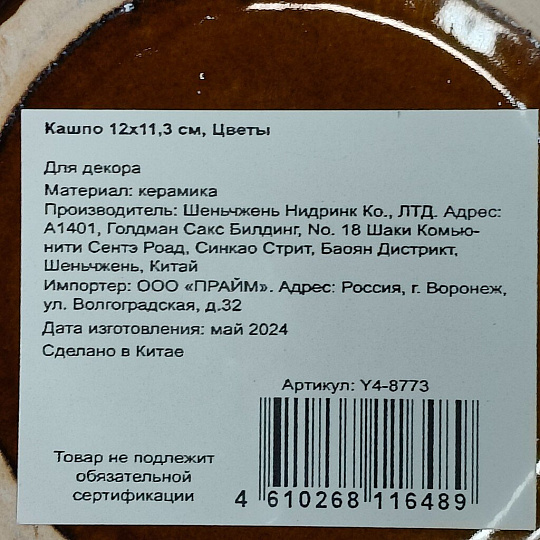 Кашпо 12х11,3 см, Цветы
Для декора
Материал: керамика
Производитель: Шеньчжень Нидринк Ко., ЛТД. Адрес:
А1401, Голдман Сакс Билдинг, No. 18 Шаки Комью-
нити Сентэ Роад, Синкао Стрит, Баоян Дистрикт,
Шеньчжень, Китай
Импортер: ООО «ПРАЙМ». Адрес: Россия, г. Воронеж,
ул. Волгоградская, д.32
Дата изготовления: май 2024
Сделано в Китае
Артикул: Y4-8773
Товар не подлежит
обязательной
сертификации
4 610268 116489